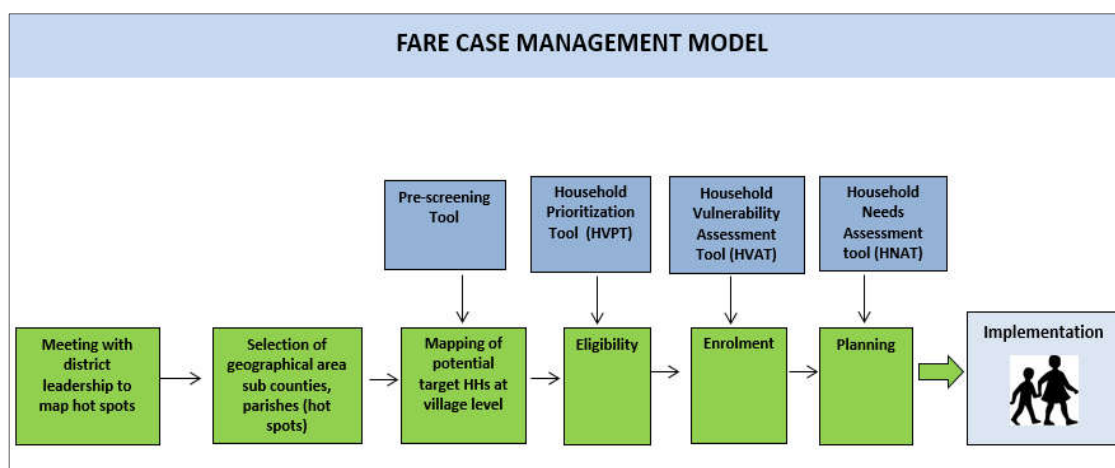 FARE CASE MANAGEMENT MODEL
Pre-screening
Tool
Household
Prioritization
Tool (HVPT)
Household
Vulnerability
Assessment
Tool (HVAT)
Household
Needs
Assessment
tool (HNAT)
Meeting with
district
leadership to
map hot spots
Selection of
geographical area
sub counties,
parishes (hot
spots)
Mapping of
potential
target HHs at
village level
Eligibility
Enrolment
Planning
Implementation